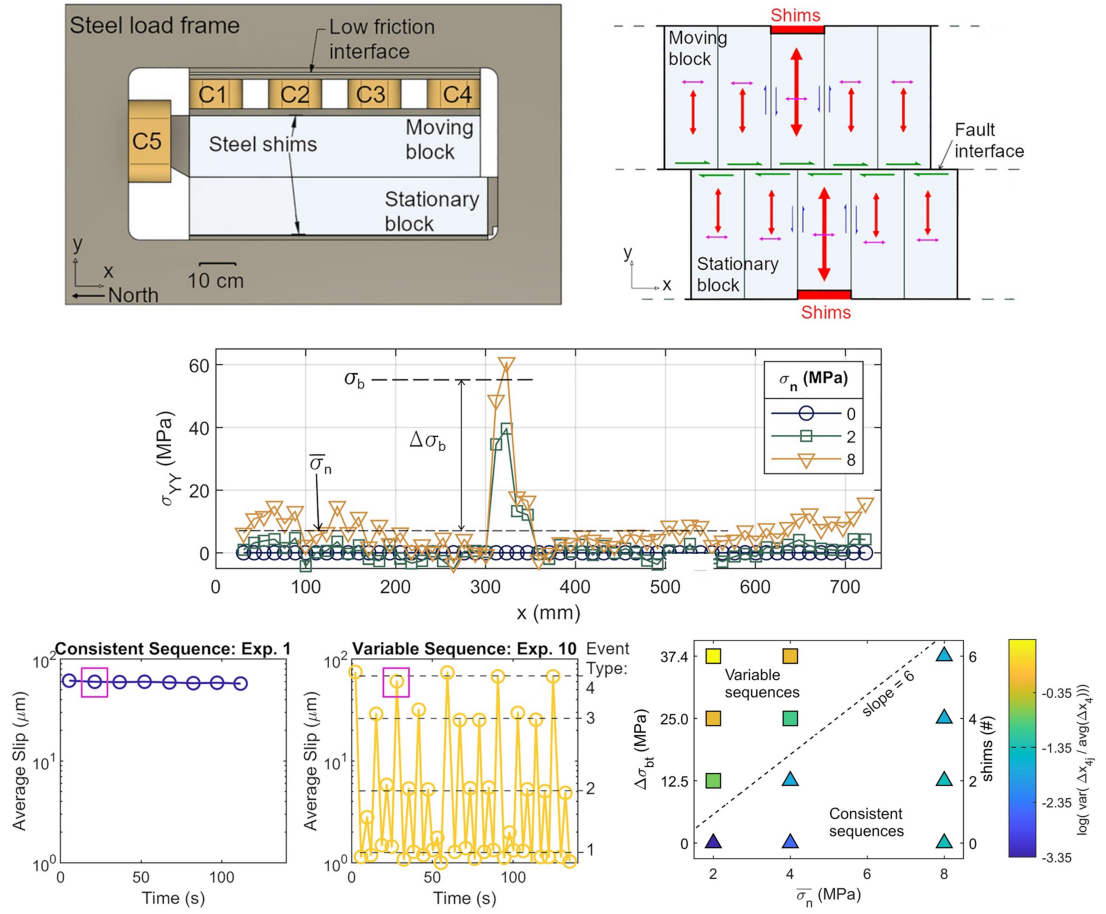 Steel load frame
Low friction
interface
C1
C2
C3
C4
C5
Steel shims
Moving
block
Stationary
block
y
x
10 cm
North
Shims
Moving
block
Fault
interface
Stationary
block
y
x
Shims
σYY (MPa)
60
40
20
0
σb
Δσb
σn
σn (MPa)
0
2
8
0
100
200
300
400
500
600
700
x (mm)
Consistent Sequence: Exp. 1
Average Slip (μm)
10²
10¹
10⁰
0
50
100
Time (s)
Variable Sequence: Exp. 10
Average Slip (μm)
10²
10¹
10⁰
0
50
100
Time (s)
Event
Type:
4
3
2
1
Δσbt (MPa)
37.4
25.0
12.5
0
Variable
sequences
slope = 6
Consistent
sequences
6
4
2
0
shims (#)
2
4
6
8
σn (MPa)
-0.35
-1.35
-2.35
-3.35
log( var( Δx4j / avg(Δx4)))